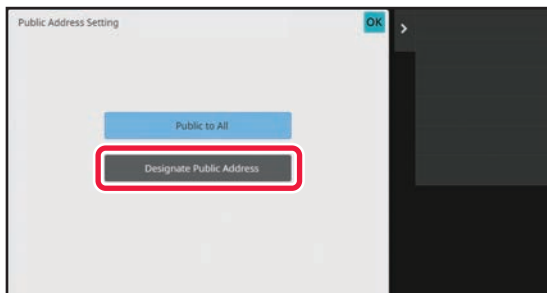 Public Address Setting
OK
Public to All
Designate Public Address